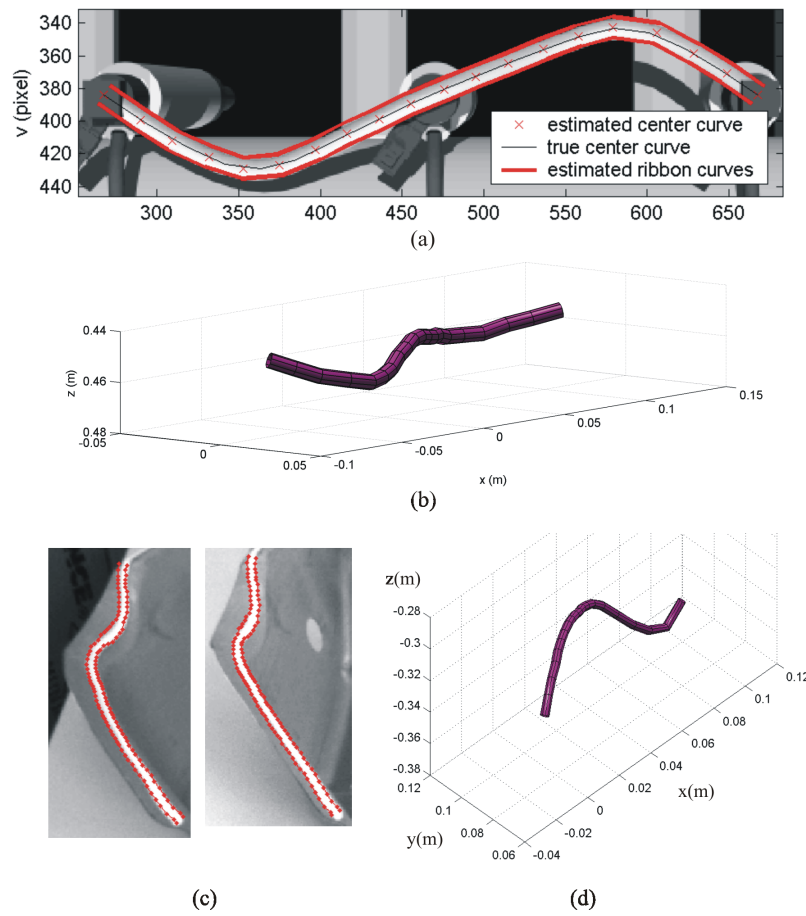 340
360
380
400
420
440
v (pixel)
300 350 400 450 500 550 600 650
× estimated center curve
true center curve
estimated ribbon curves
(a)
0.44
0.46
0.48
z (m)
-0.05 0 0.05
-0.1 -0.05 0 0.05 0.1 0.15
x (m)
(b)
z(m)
-0.28
-0.3
-0.32
-0.34
-0.36
-0.38
0.12 0.1 0.08 0.06
y(m)
-0.04 -0.02 0 0.02 0.04 0.06 0.08 0.1 0.12
x(m)
(c) (d)